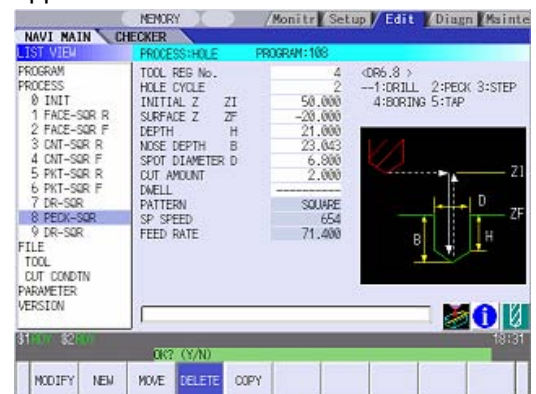 MEMORY
Monitr Setup Edit Diagn Mainte
NAVI MAIN CHECKER
LIST VIEW
PROCESS:HOLE PROGRAM:108
PROGRAM
PROCESS
0 INIT
1 FACE-SQR R
2 FACE-SQR F
3 CNT-SQR R
4 CNT-SQR F
5 PKT-SQR R
6 PKT-SQR F
7 DR-SQR
8 PECK-SQR
9 DR-SQR
FILE
TOOL
CUT CONDTN
PARAMETER
VERSION
TOOL REG No. 4
HOLE CYCLE 2
INITIAL Z ZI 50.000
SURFACE Z ZF -20.000
DEPTH H 21.000
NOSE DEPTH B 23.043
SPOT DIAMETER D 6.800
CUT AMOUNT 2.000
DWELL ----------
PATTERN SQUARE
SP SPEED 654
FEED RATE 71.400
<DR6.8 >
--1:DRILL 2:PECK 3:STEP
4:BORING 5:TAP
ZI
D
ZF
B
H
$1 RDY $2 RDY
18:31
OK? (Y/N)
MODIFY NEW MOVE DELETE COPY